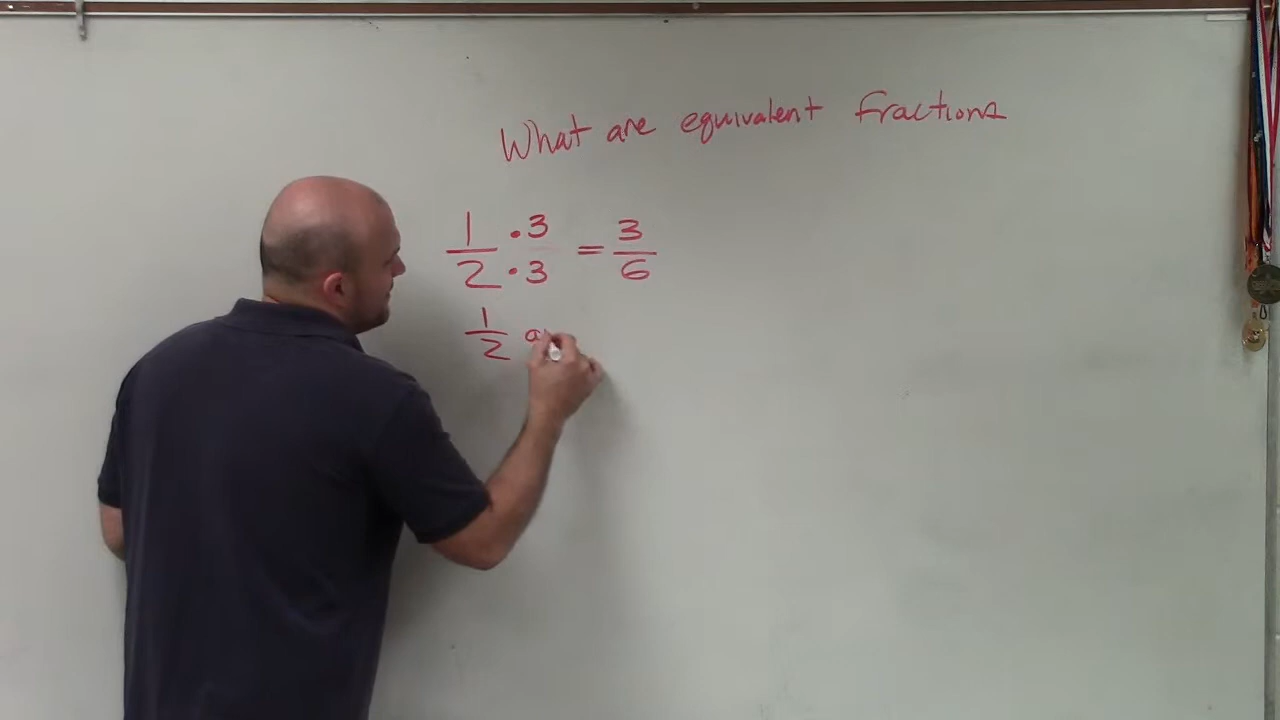 What are equivalent fractions
1/2 · 3/· 3 = 3/6
1/2